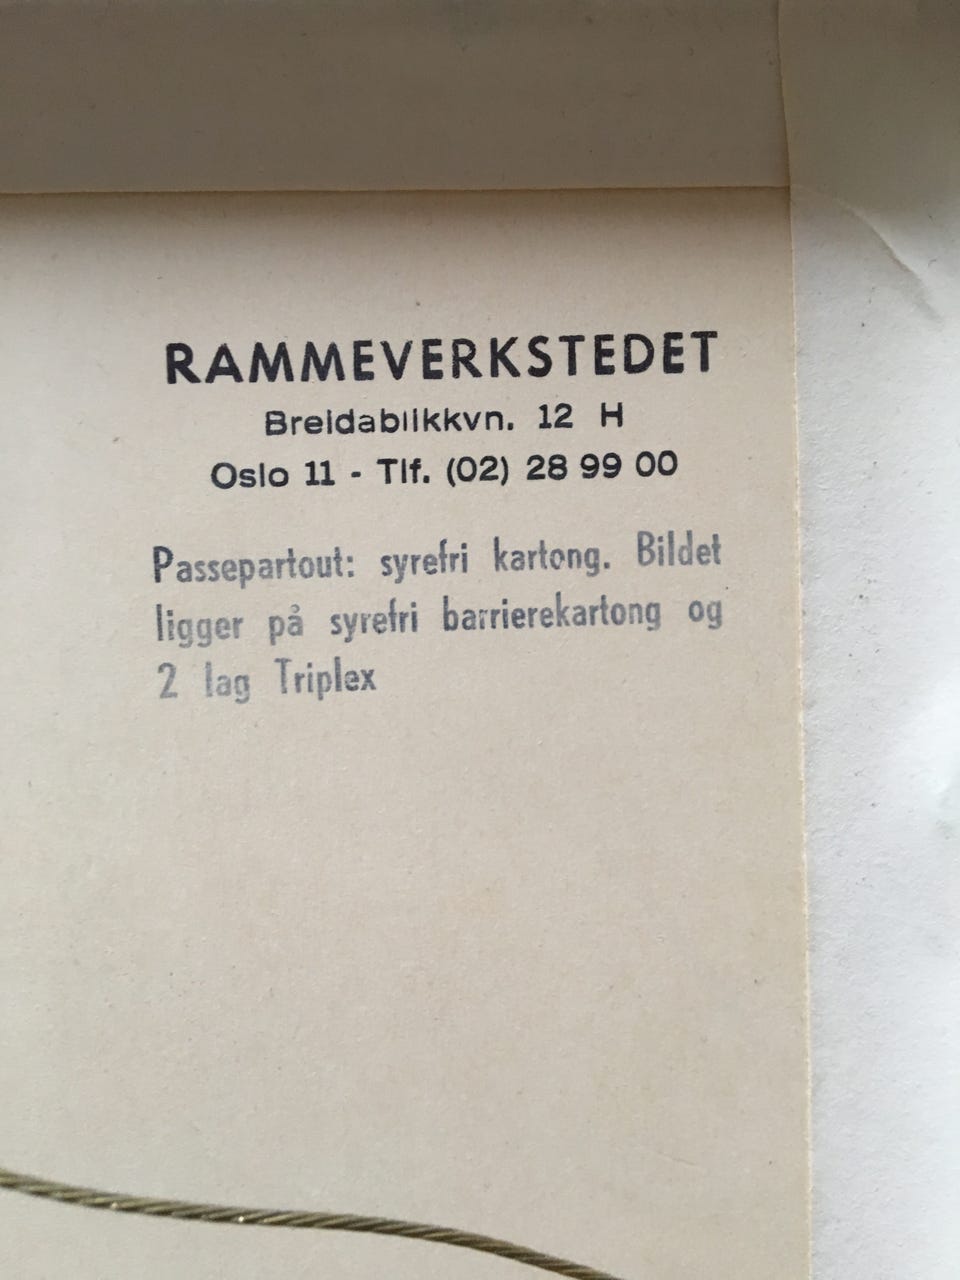 RAMMEVERKSTEDET
Breidablikkvn. 12 H
Oslo 11 - Tlf. (02) 28 99 00
Passepartout: syrefri kartong. Bildet
ligger på syrefri barrierekartong og
2 lag Triplex